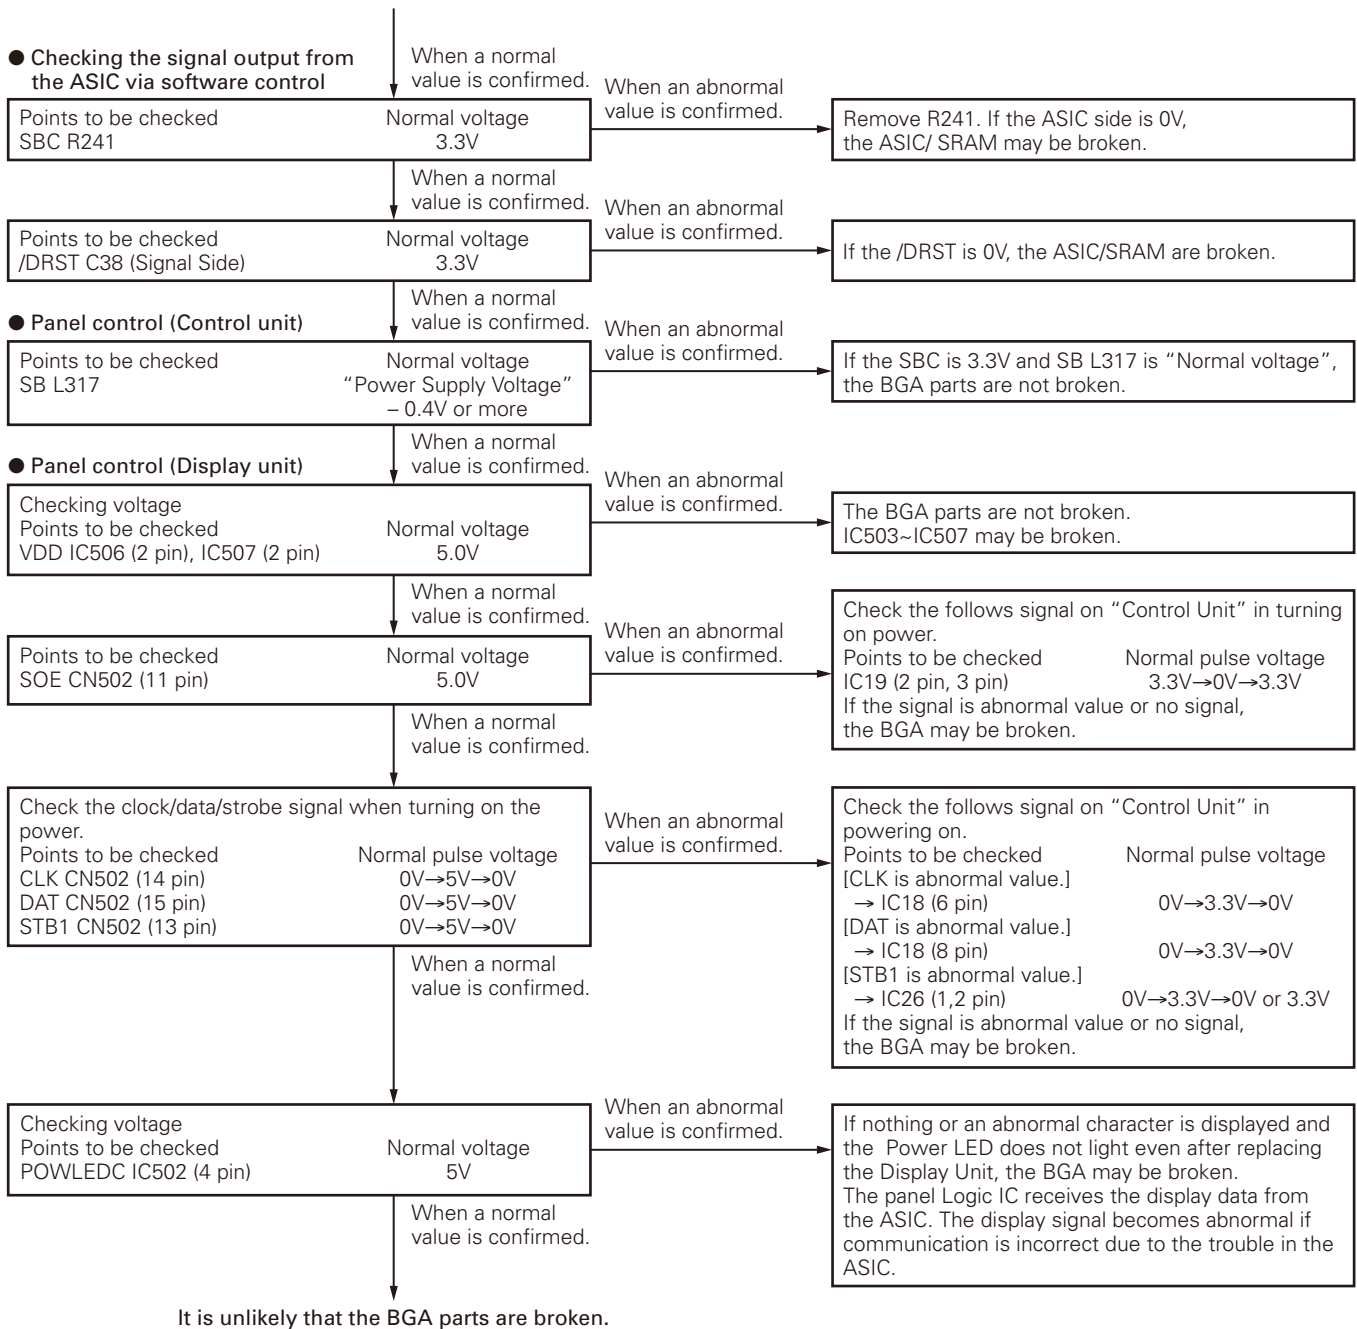 ● Checking the signal output from
the ASIC via software control
When a normal
value is confirmed.
Points to be checked Normal voltage
SBC R241 3.3V
When an abnormal
value is confirmed.
Remove R241. If the ASIC side is 0V,
the ASIC/ SRAM may be broken.
When a normal
value is confirmed.
Points to be checked Normal voltage
/DRST C38 (Signal Side) 3.3V
When an abnormal
value is confirmed.
If the /DRST is 0V, the ASIC/SRAM are broken.
When a normal
value is confirmed.
● Panel control (Control unit)
Points to be checked Normal voltage
SB L317 “Power Supply Voltage”
– 0.4V or more
When an abnormal
value is confirmed.
If the SBC is 3.3V and SB L317 is “Normal voltage”,
the BGA parts are not broken.
When a normal
value is confirmed.
● Panel control (Display unit)
Checking voltage
Points to be checked Normal voltage
VDD IC506 (2 pin), IC507 (2 pin) 5.0V
When an abnormal
value is confirmed.
The BGA parts are not broken.
IC503~IC507 may be broken.
When a normal
value is confirmed.
Points to be checked Normal voltage
SOE CN502 (11 pin) 5.0V
When an abnormal
value is confirmed.
Check the follows signal on “Control Unit” in turning
on power.
Points to be checked Normal pulse voltage
IC19 (2 pin, 3 pin) 3.3V→0V→3.3V
If the signal is abnormal value or no signal,
the BGA may be broken.
When a normal
value is confirmed.
Check the clock/data/strobe signal when turning on the
power.
Points to be checked Normal pulse voltage
CLK CN502 (14 pin) 0V→5V→0V
DAT CN502 (15 pin) 0V→5V→0V
STB1 CN502 (13 pin) 0V→5V→0V
When an abnormal
value is confirmed.
Check the follows signal on “Control Unit” in
powering on.
Points to be checked Normal pulse voltage
[CLK is abnormal value.]
→ IC18 (6 pin) 0V→3.3V→0V
[DAT is abnormal value.]
→ IC18 (8 pin) 0V→3.3V→0V
[STB1 is abnormal value.]
→ IC26 (1,2 pin) 0V→3.3V→0V or 3.3V
If the signal is abnormal value or no signal,
the BGA may be broken.
When a normal
value is confirmed.
Checking voltage
Points to be checked Normal voltage
POWLEDC IC502 (4 pin) 5V
When an abnormal
value is confirmed.
If nothing or an abnormal character is displayed and
the Power LED does not light even after replacing
the Display Unit, the BGA may be broken.
The panel Logic IC receives the display data from
the ASIC. The display signal becomes abnormal if
communication is incorrect due to the trouble in the
ASIC.
When a normal
value is confirmed.
It is unlikely that the BGA parts are broken.